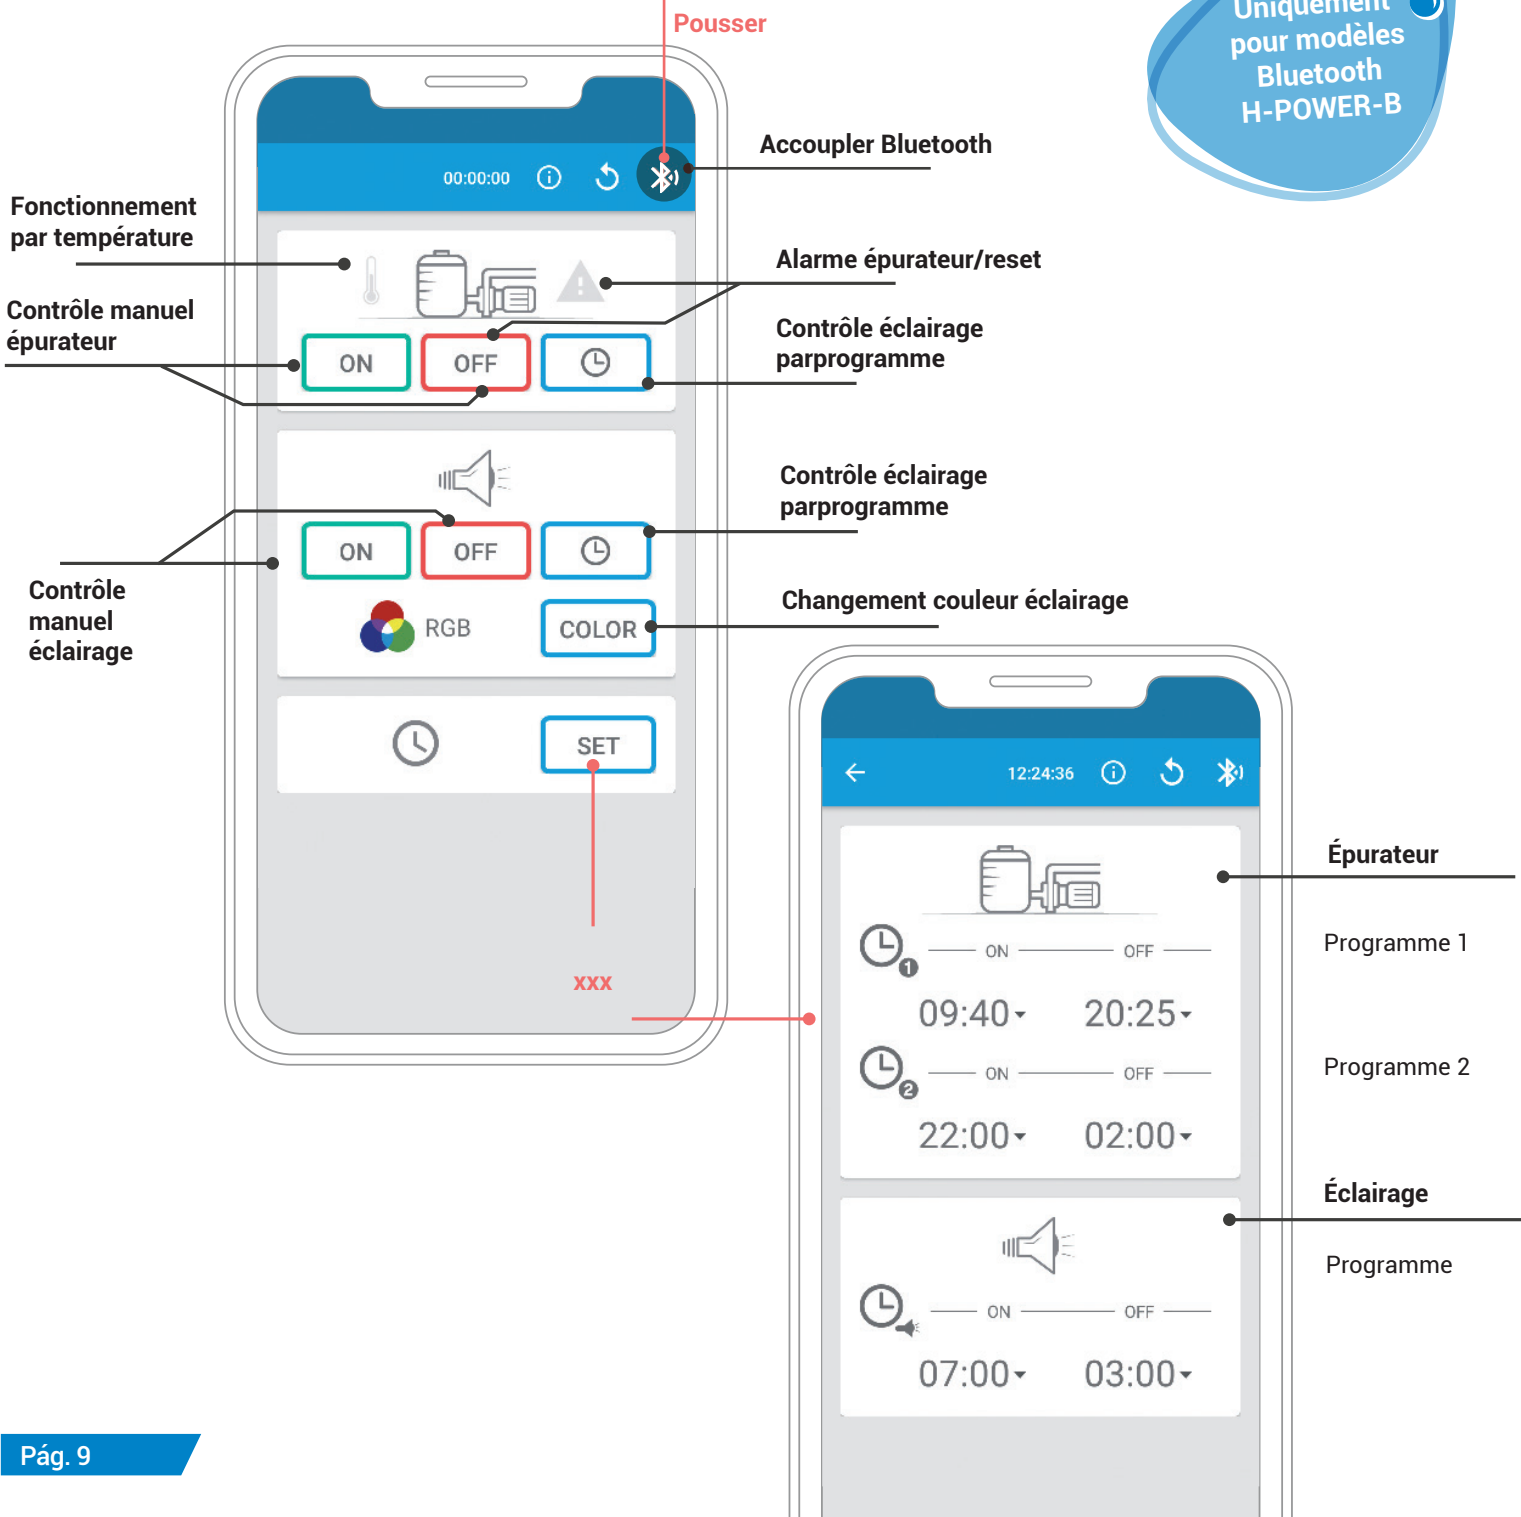 Pousser
Uniquement
pour modèles
Bluetooth
H-POWER-B
Accoupler Bluetooth
00:00:00
Fonctionnement
par température
Alarme épurateur/reset
Contrôle manuel
épurateur
Contrôle éclairage
parprogramme
ON
OFF
Contrôle éclairage
parprogramme
ON
OFF
Contrôle
manuel
éclairage
Changement couleur éclairage
RGB
COLOR
SET
12:24:36
xxx
Épurateur
Programme 1
1
ON
OFF
09:40
20:25
Programme 2
2
ON
OFF
22:00
02:00
Éclairage
Programme
ON
OFF
07:00
03:00
Pág. 9